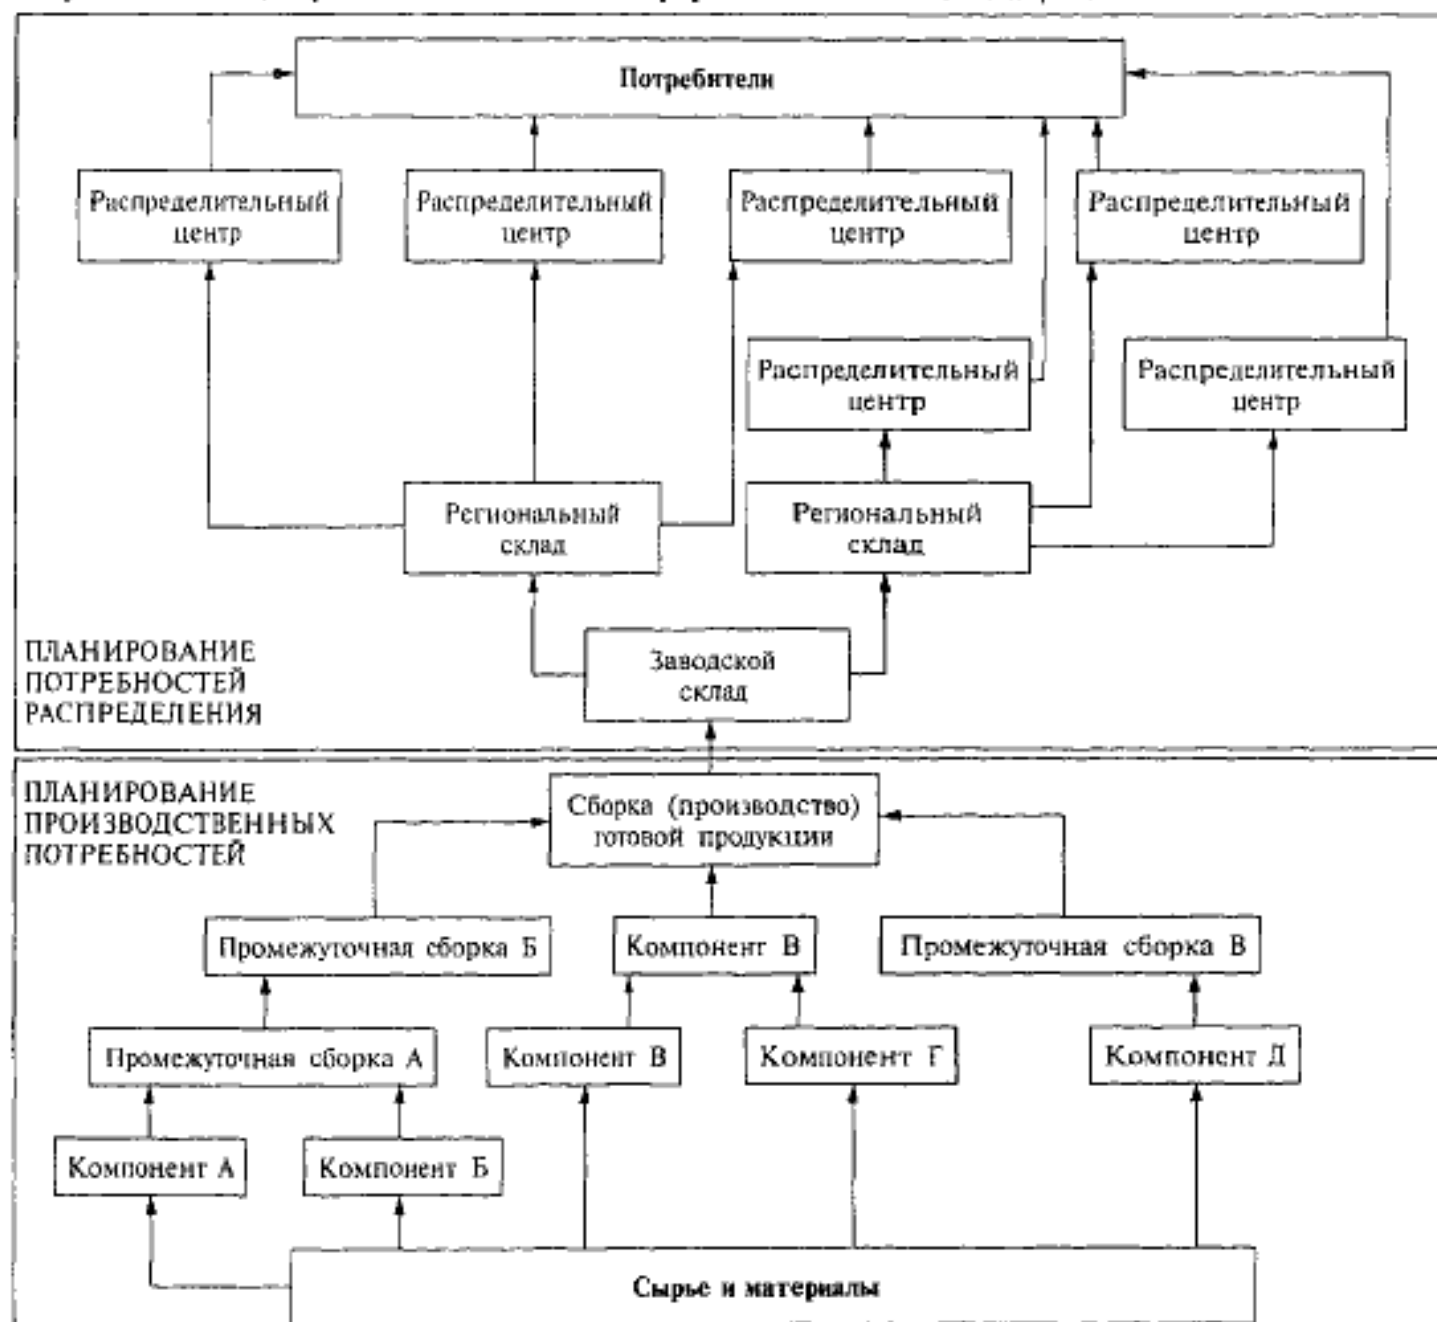 Потребители
Распределительный
центр
Распределительный
центр
Распределительный
центр
Распределительный
центр
Распределительный
центр
Распределительный
центр
Региональный
склад
Региональный
склад
Заводской
склад
ПЛАНИРОВАНИЕ
ПОТРЕБНОСТЕЙ
РАСПРЕДЕЛЕНИЯ
ПЛАНИРОВАНИЕ
ПРОИЗВОДСТВЕННЫХ
ПОТРЕБНОСТЕЙ
Сборка (производство)
готовой продукции
Промежуточная сборка Б
Компонент В
Промежуточная сборка В
Промежуточная сборка А
Компонент В
Компонент Г
Компонент Д
Компонент А
Компонент Б
Сырье и материалы